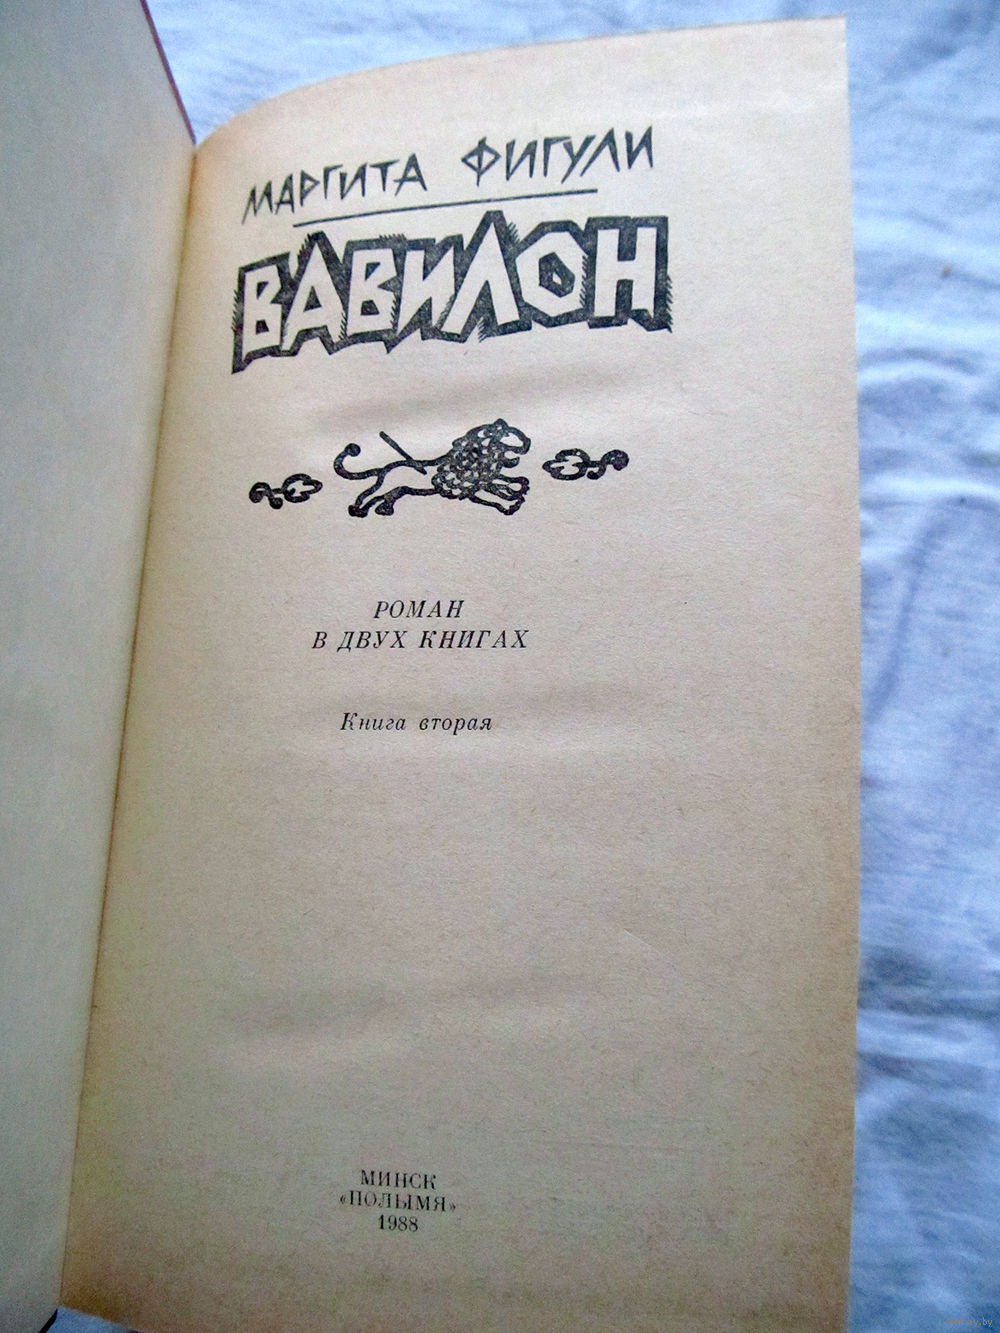 МАРГИТА ФИГУЛИ
ВАВИЛОН
РОМАН
В ДВУХ КНИГАХ
Книга вторая
МИНСК
«ПОЛЫМЯ»
1988